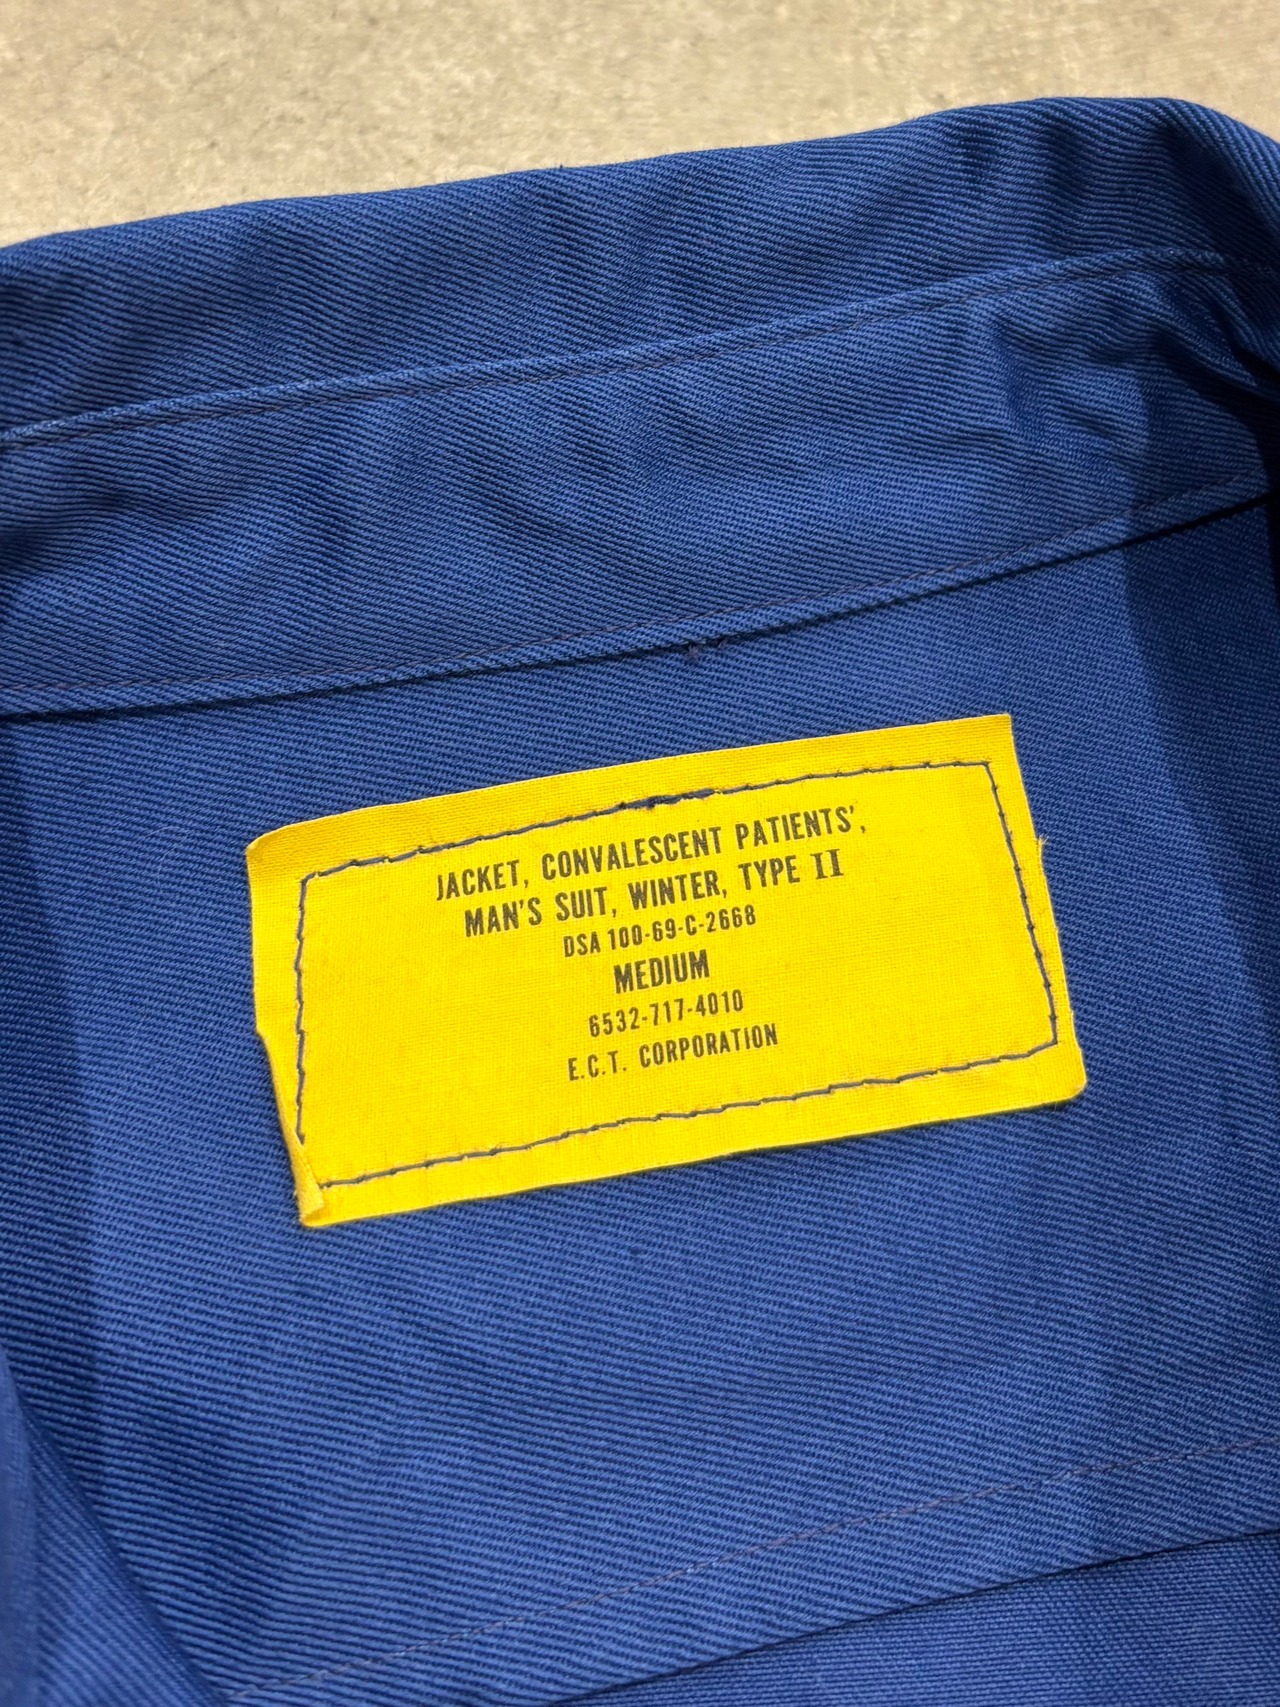 JACKET, CONVALESCENT PATIENTS',
MAN'S SUIT, WINTER, TYPE II
DSA 100-69-C-2668
MEDIUM
6532-717-4010
E.C.T. CORPORATION